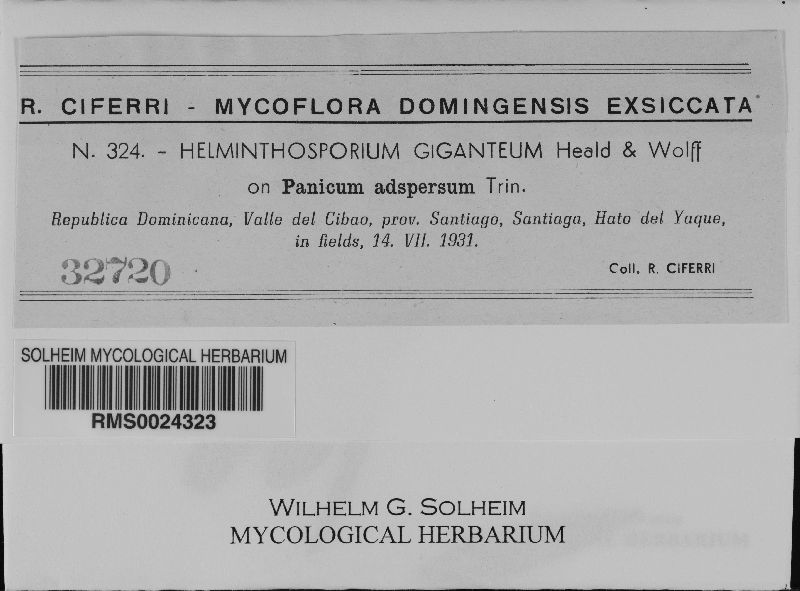 R. CIFERRI - MYCOFLORA DOMINGENSIS EXSICCATA
N. 324. - HELMINTHOSPORIUM GIGANTEUM Heald & Wolff
on Panicum adspersum Trin.
Republica Dominicana, Valle del Cibao, prov. Santiago, Santiago, Hato del Yaque,
in fields, 14. VII. 1931.
32720
Coll. R. CIFERRI
SOLHEIM MYCOLOGICAL HERBARIUM
RMS0024323
WILHELM G. SOLHEIM
MYCOLOGICAL HERBARIUM